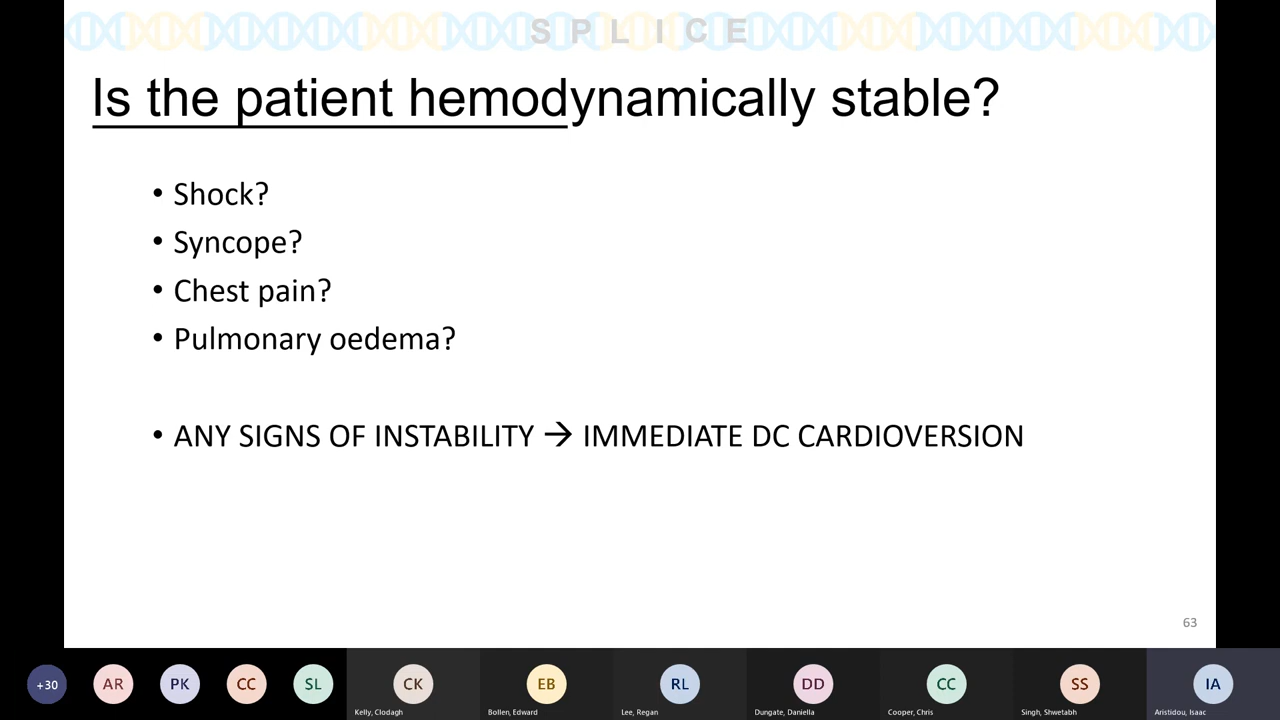 SPLICE
Is the patient hemodynamically stable?
• Shock?
• Syncope?
• Chest pain?
• Pulmonary oedema?
• ANY SIGNS OF INSTABILITY → IMMEDIATE DC CARDIOVERSION
63
+30
AR
PK
CC
SL
CK
EB
RL
DD
CC
SS
IA
Kelly, Clodagh
Bollen, Edward
Lee, Regan
Dungate, Daniella
Cooper, Chris
Singh, Shwetabh
Aristidou, Isaac